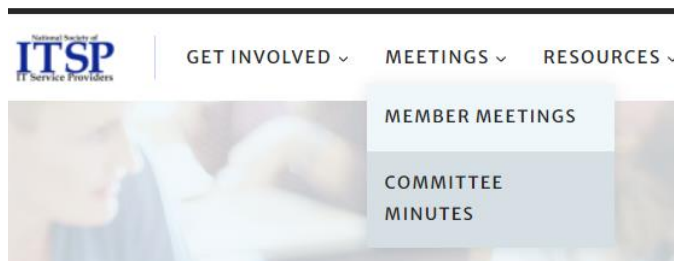 National Society of
ITSP
IT Service Providers
GET INVOLVED
MEETINGS
RESOURCES
MEMBER MEETINGS
COMMITTEE
MINUTES